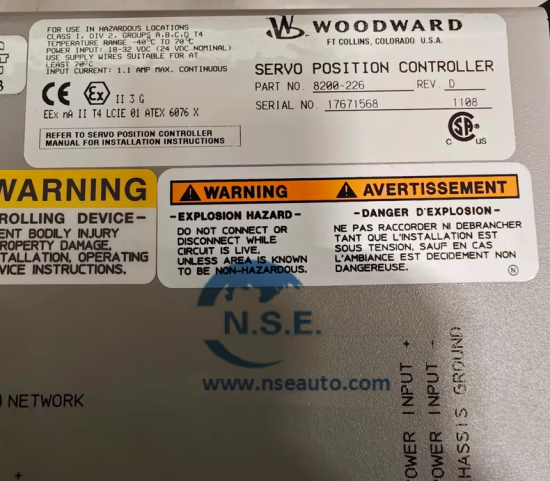 FOR USE IN HAZARDOUS LOCATIONS
CLASS I, DIV 2, GROUPS A,B,C,D T4
TEMPERATURE RANGE -40°C TO 70°C
POWER INPUT: 18-32 VDC (24 VDC NOMINAL)
USE SUPPLY WIRES SUITABLE FOR AT
LEAST 70°C
INPUT CURRENT: 1.1 AMP MAX. CONTINUOUS
CE Ex II 3 G
EEx nA II T4 LCIE 01 ATEX 6076 X
REFER TO SERVO POSITION CONTROLLER
MANUAL FOR INSTALLATION INSTRUCTIONS
W WOODWARD
FT COLLINS, COLORADO U.S.A.
SERVO POSITION CONTROLLER
PART NO. 8200-226 REV. D
SERIAL NO. 17671568 1108
C SA US
WARNING
ROLLING DEVICE-
ENT BODILY INJURY
ROPERTY DAMAGE,
TALLATION, OPERATING
VICE INSTRUCTIONS.
WARNING
-EXPLOSION HAZARD-
DO NOT CONNECT OR
DISCONNECT WHILE
CIRCUIT IS LIVE.
UNLESS AREA IS KNOWN
TO BE NON-HAZARDOUS.
AVERTISSEMENT
-DANGER D'EXPLOSION-
NE PAS RACCORDER NI DEBRANCHER
TANT QUE L'INSTALLATION EST
SOUS TENSION, SAUF EN CAS
L'AMBIANCE EST DECIDEMENT NON
DANGEREUSE.
N
N.S.E.
www.nseauto.com
NETWORK
+
OWER INPUT +
OWER INPUT -
HASSIS GROUND